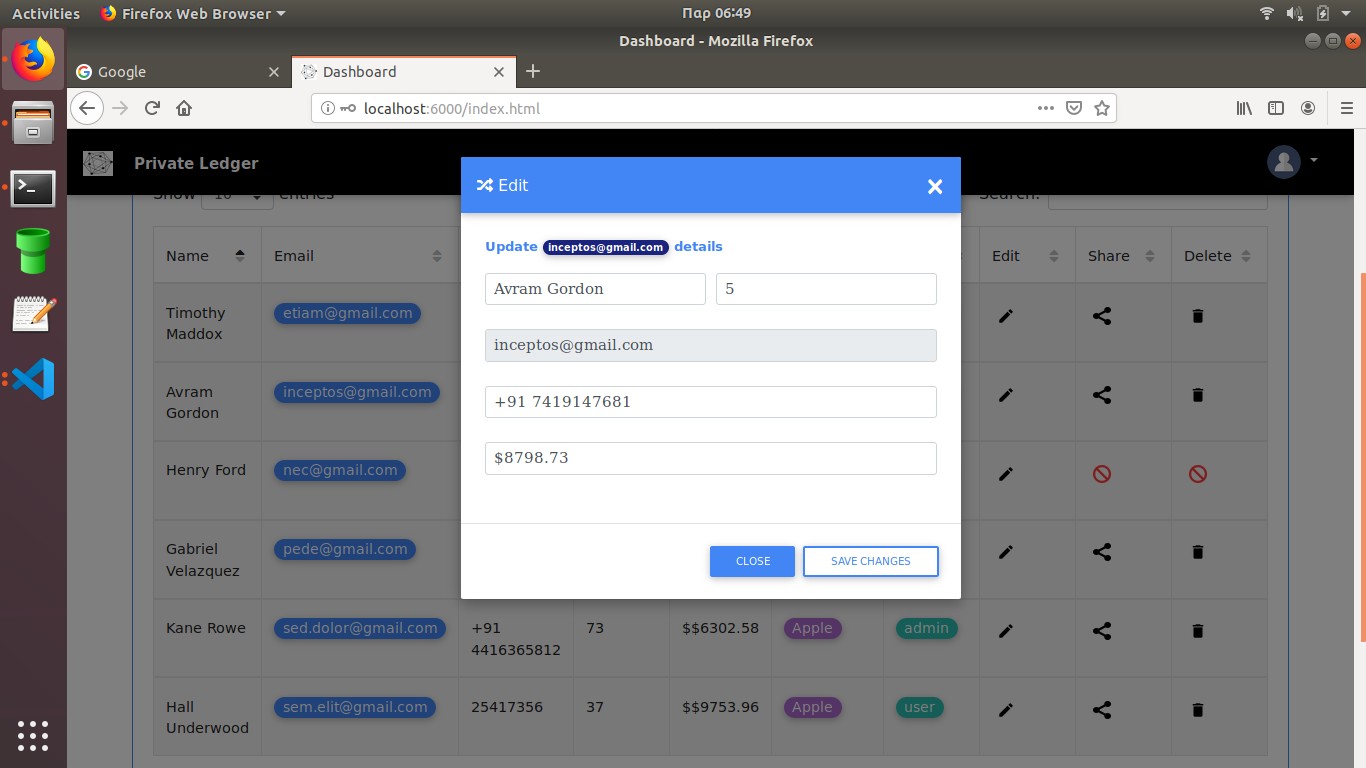 Activities
Firefox Web Browser
Παρ 06:49
Dashboard - Mozilla Firefox
Google
Dashboard
localhost:6000/index.html
Private Ledger
Show 10 entries
Search:
Edit
Update inceptos@gmail.com details
Avram Gordon
5
inceptos@gmail.com
+91 7419147681
$8798.73
CLOSE
SAVE CHANGES
Name
Email
Edit
Share
Delete
Timothy
Maddox
etiam@gmail.com
Avram
Gordon
inceptos@gmail.com
Henry Ford
nec@gmail.com
Gabriel
Velazquez
pede@gmail.com
Kane Rowe
sed.dolor@gmail.com
+91
4416365812
73
$$6302.58
Apple
admin
Hall
Underwood
sem.elit@gmail.com
25417356
37
$$9753.96
Apple
user